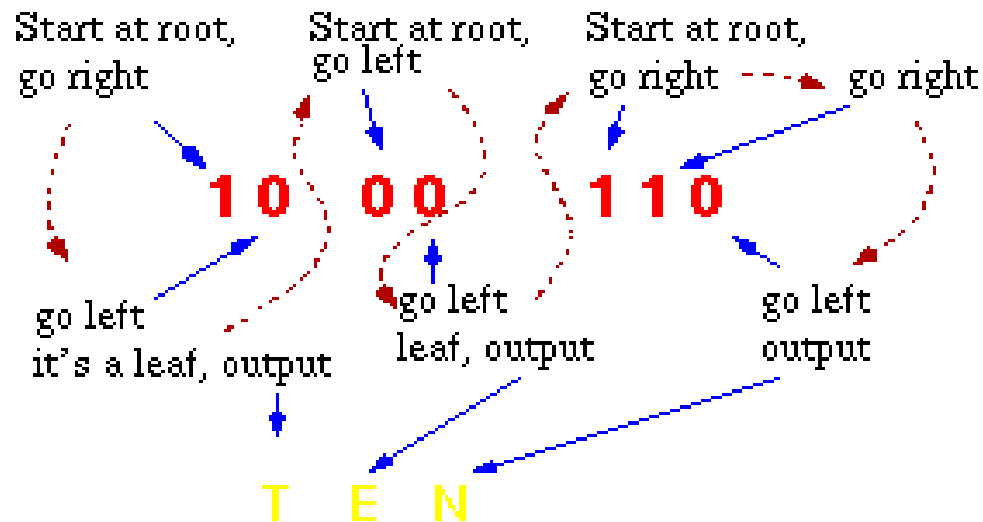 Start at root,
go right
Start at root,
go left
Start at root,
go right
go right
10 00 110
go left
it's a leaf, output
go left
leaf, output
go left
output
T E N